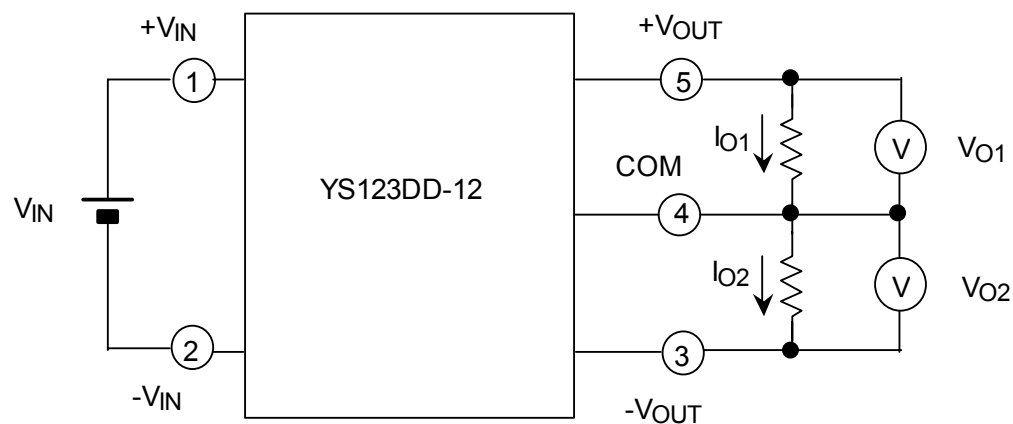 +VIN
+VOUT
1
5
IO1
V
VO1
YS123DD-12
COM
VIN
4
IO2
V
VO2
2
3
-VIN
-VOUT